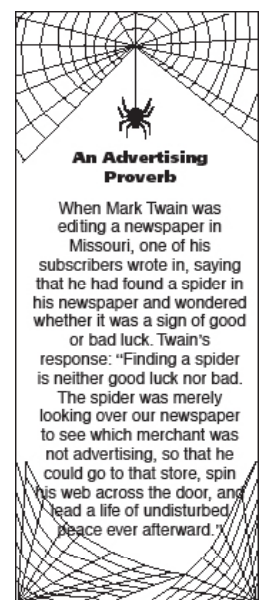 An Advertising
Proverb
When Mark Twain was
editing a newspaper in
Missouri, one of his
subscribers wrote in, saying
that he had found a spider in
his newspaper and wondered
whether it was a sign of good
or bad luck. Twain's
response: “Finding a spider
is neither good luck nor bad.
The spider was merely
looking over our newspaper
to see which merchant was
not advertising, so that he
could go to that store, spin
his web across the door, and
lead a life of undisturbed
peace ever afterward.”